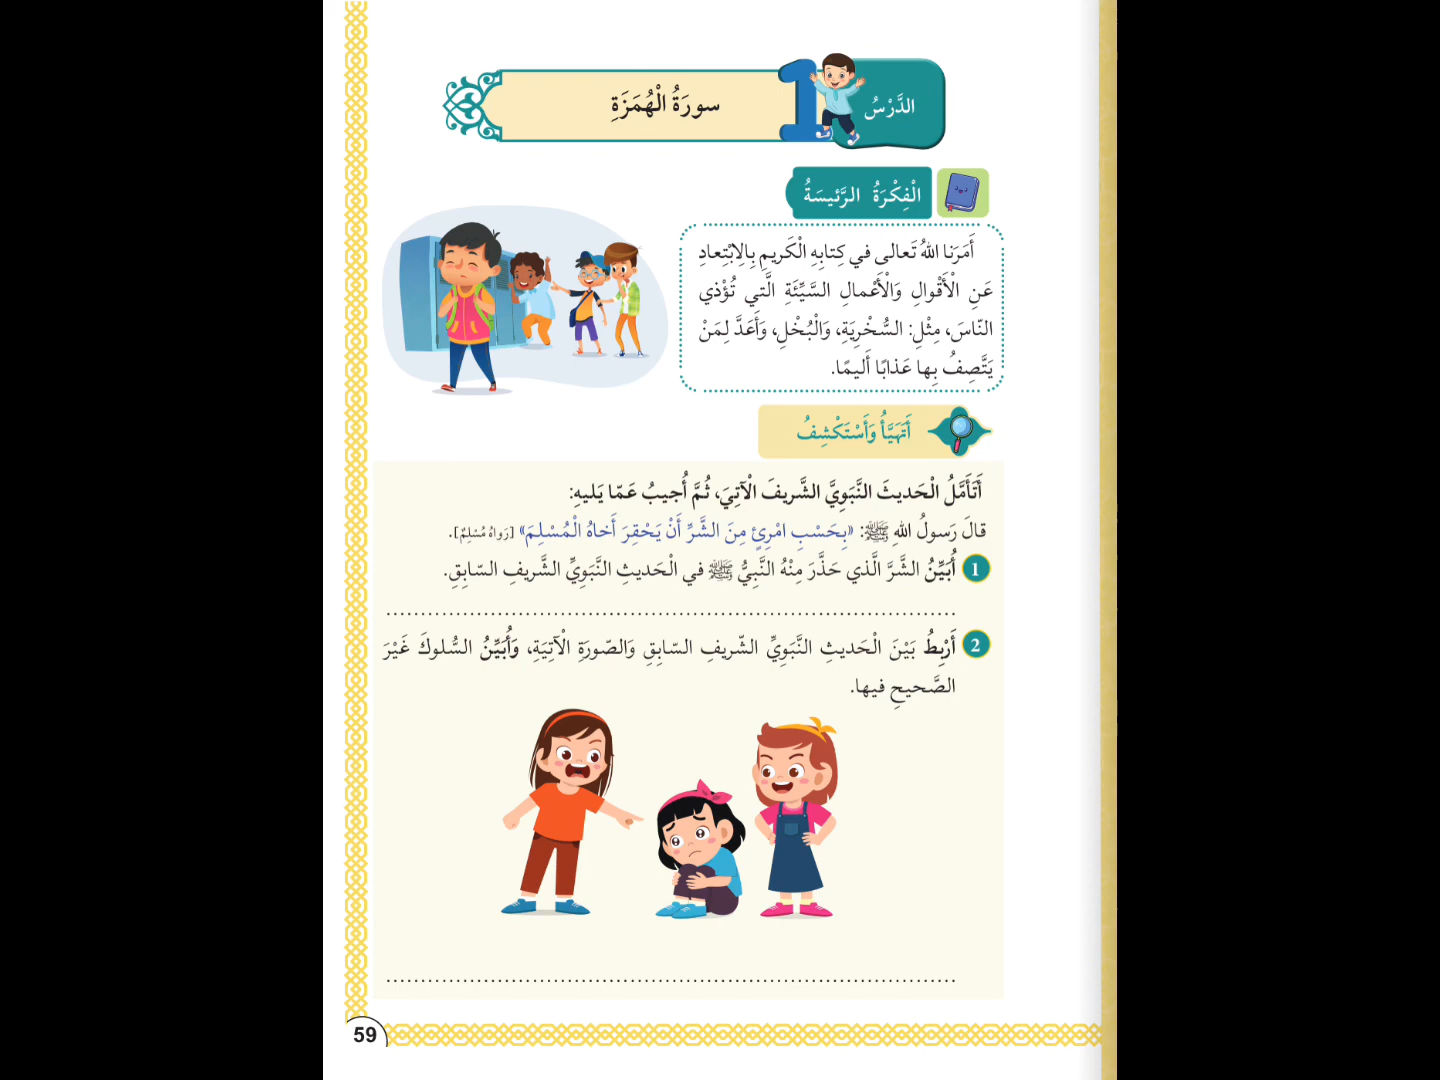 الدَّرْسُ 1 سورَةُ الْهُمَزَةِ
الْفِكْرَةُ الرَّئيسَةُ
أَمَرَنا اللهُ تَعالى في كِتابِهِ الْكَريمِ بِالِابْتِعادِ
عَنِ الْأَقْوالِ وَالْأَعْمالِ السَّيِّئَةِ الَّتي تُؤْذي
النّاسَ، مِثْلِ: السُّخْرِيَةِ، وَالْبُخْلِ، وَأَعَدَّ لِمَنْ
يَتَّصِفُ بِها عَذابًا أَليمًا.
أَتَهَيَّأُ وَأَسْتَكْشِفُ
أَتَأَمَّلُ الْحَديثَ النَّبَوِيَّ الشَّريفَ الْآتِيَ، ثُمَّ أُجيبُ عَمّا يَليهِ:
قالَ رَسولُ اللهِ ﷺ: «بِحَسْبِ امْرِئٍ مِنَ الشَّرِّ أَنْ يَحْقِرَ أَخاهُ الْمُسْلِمَ» [رَواهُ مُسْلِمٌ].
1 أُبَيِّنُ الشَّرَّ الَّذي حَذَّرَ مِنْهُ النَّبِيُّ ﷺ في الْحَديثِ النَّبَوِيِّ الشَّريفِ السّابِقِ.
2 أَرْبِطُ بَيْنَ الْحَديثِ النَّبَوِيِّ الشَّريفِ السّابِقِ وَالصّورَةِ الْآتِيَةِ، وَأُبَيِّنُ السُّلوكَ غَيْرَ
الصَّحيحِ فيها.
59